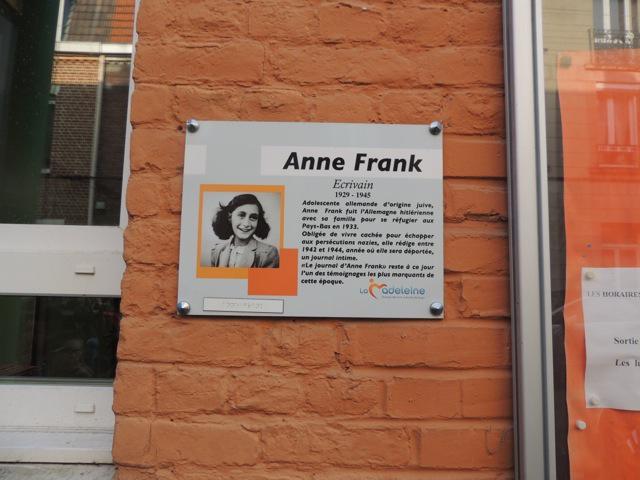 Anne Frank
Ecrivain
1929 - 1945
Adolescente allemande d'origine juive,
Anne Frank fuit l'Allemagne hitlérienne
avec sa famille pour se réfugier aux
Pays-Bas en 1933.
Obligée de vivre cachée pour échapper
aux persécutions nazies, elle rédige entre
1942 et 1944, année où elle sera déportée,
un journal intime.
«Le journal d'Anne Frank» reste à ce jour
l'un des témoignages les plus marquants de
cette époque.
La Madeleine
LES HORAIRES
Sortie
Les lu